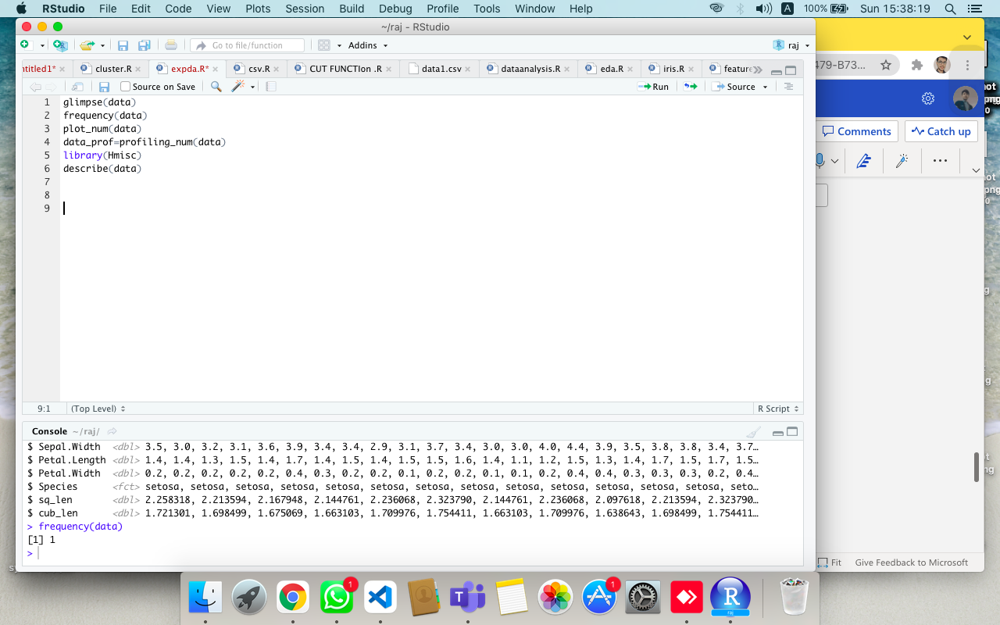 RStudio File Edit Code View Plots Session Build Debug Profile Tools Window Help A 100% Sun 15:38:19
~/raj - RStudio
Go to file/function Addins raj
ntitled1* cluster.R expda.R* csv.R CUT FUNCTIon .R data1.csv dataanalysis.R eda.R iris.R feature
Source on Save Run Source
1 glimpse(data)
2 frequency(data)
3 plot_num(data)
4 data_prof=profiling_num(data)
5 library(Hmisc)
6 describe(data)
7
8
9
9:1 (Top Level) R Script
Console ~/raj/
$ Sepal.Width <dbl> 3.5, 3.0, 3.2, 3.1, 3.6, 3.9, 3.4, 3.4, 2.9, 3.1, 3.7, 3.4, 3.0, 3.0, 4.0, 4.4, 3.9, 3.5, 3.8, 3.8, 3.4, 3.7…
$ Petal.Length <dbl> 1.4, 1.4, 1.3, 1.5, 1.4, 1.7, 1.4, 1.5, 1.4, 1.5, 1.5, 1.6, 1.4, 1.1, 1.2, 1.5, 1.3, 1.4, 1.7, 1.5, 1.7, 1.5…
$ Petal.Width <dbl> 0.2, 0.2, 0.2, 0.2, 0.2, 0.4, 0.3, 0.2, 0.2, 0.1, 0.2, 0.2, 0.1, 0.1, 0.2, 0.4, 0.4, 0.3, 0.3, 0.3, 0.2, 0.4…
$ Species <fct> setosa, setosa, setosa, setosa, setosa, setosa, setosa, setosa, setosa, setosa, setosa, setosa, setosa, seto…
$ sq_len <dbl> 2.258318, 2.213594, 2.167948, 2.144761, 2.236068, 2.323790, 2.144761, 2.236068, 2.097618, 2.213594, 2.323790…
$ cub_len <dbl> 1.721301, 1.698499, 1.675069, 1.663103, 1.709976, 1.754411, 1.663103, 1.709976, 1.638643, 1.698499, 1.754411…
> frequency(data)
[1] 1
>
479-B73...
Comments Catch up
Fit Give Feedback to Microsoft
1
T
1
R
raj